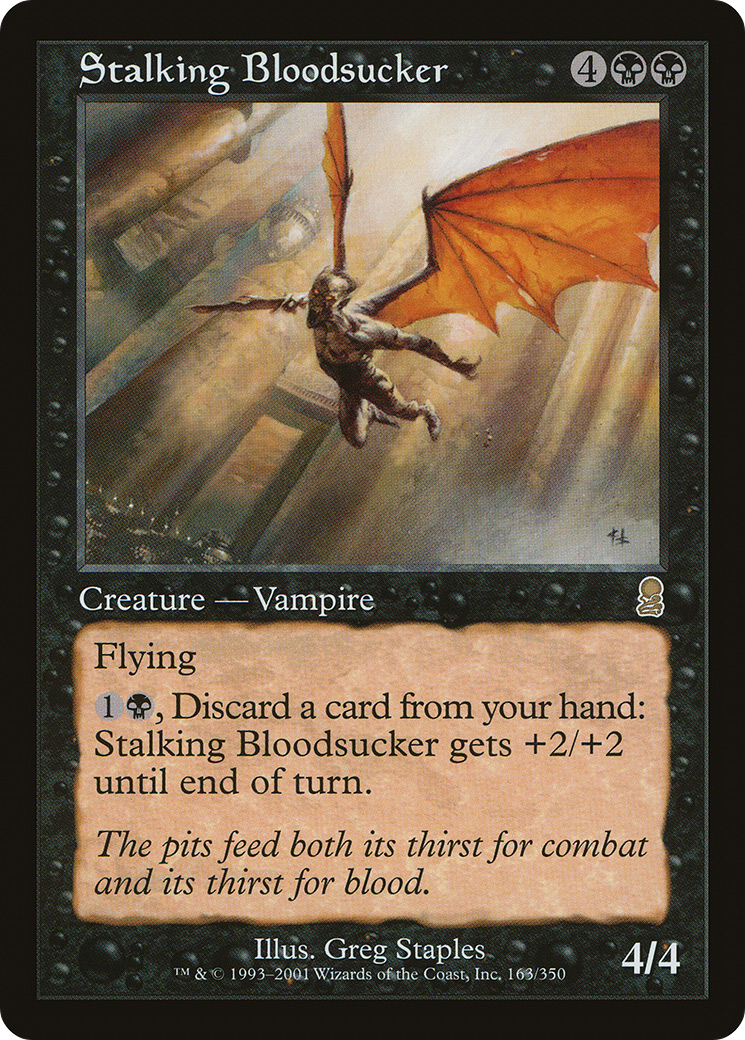 Stalking Bloodsucker 4
Creature — Vampire
Flying
1, Discard a card from your hand:
Stalking Bloodsucker gets +2/+2
until end of turn.
The pits feed both its thirst for combat
and its thirst for blood.
Illus. Greg Staples
™ & © 1993–2001 Wizards of the Coast, Inc. 163/350
4/4